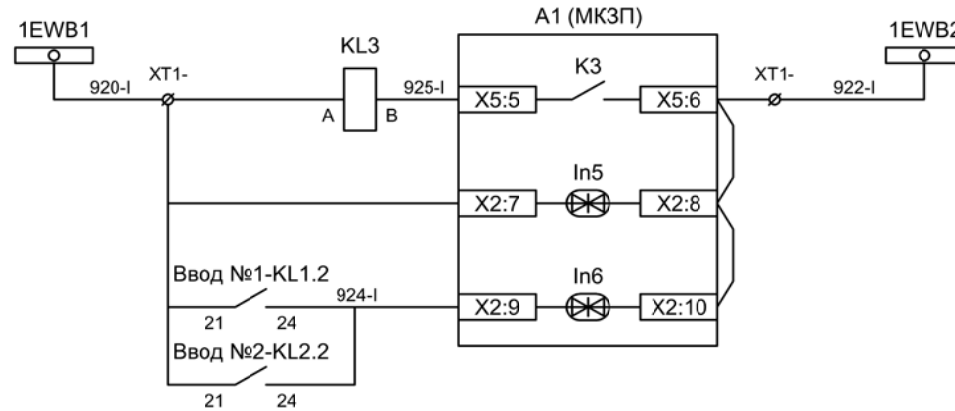 A1 (МКЗП)
1EWB1
1EWB2
KL3
K3
XT1-
XT1-
920-I
925-I
922-I
X5:5
X5:6
A
B
In5
X2:7
X2:8
Ввод №1-KL1.2
924-I
In6
X2:9
X2:10
21
24
Ввод №2-KL2.2
21
24